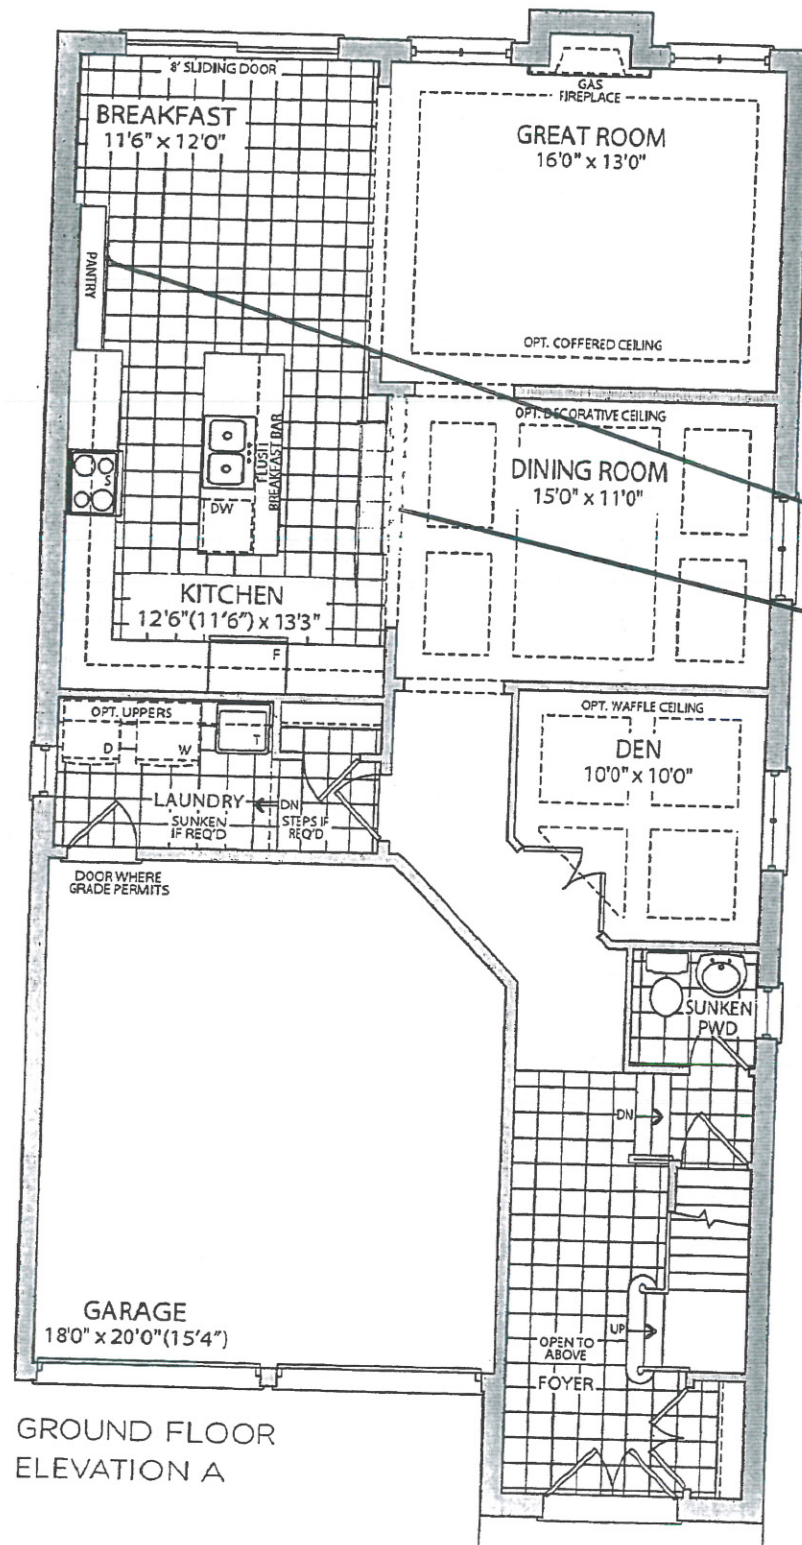 8' SLIDING DOOR
BREAKFAST
11'6" x 12'0"
GAS
FIREPLACE
GREAT ROOM
16'0" x 13'0"
PANTRY
OPT. COFFERED CEILING
OPT. DECORATIVE CEILING
DINING ROOM
15'0" x 11'0"
S
FLUSH
BREAKFAST BAR
DW
KITCHEN
12'6"(11'6") x 13'3"
F
OPT. UPPERS
D
W
T
LAUNDRY
SUNKEN
IF REQ'D
DN
STEPS IF
REQ'D
OPT. WAFFLE CEILING
DEN
10'0" x 10'0"
DOOR WHERE
GRADE PERMITS
SUNKEN
PWD
DN
GARAGE
18'0" x 20'0"(15'4")
UP
OPEN TO
ABOVE
FOYER
GROUND FLOOR
ELEVATION A